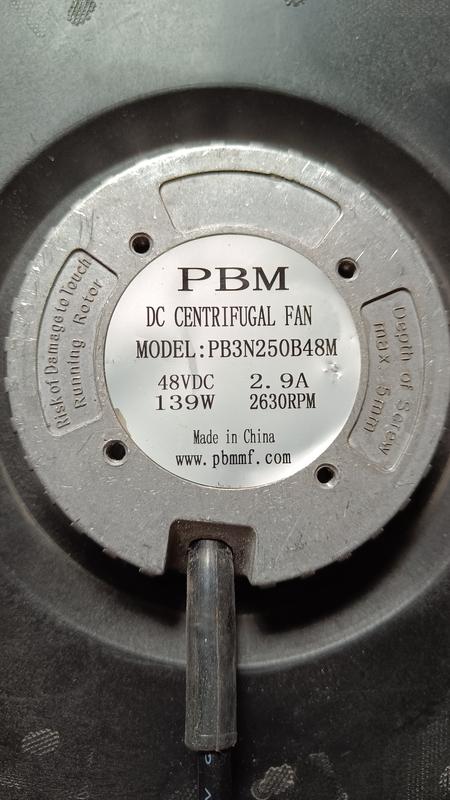 PBM
DC CENTRIFUGAL FAN
MODEL:PB3N250B48M
48VDC 2.9A
139W 2630RPM
Made in China
www.pbmmf.com
Risk of Damage to Touch
Running Rotor
Depth of Screw
max 5mm